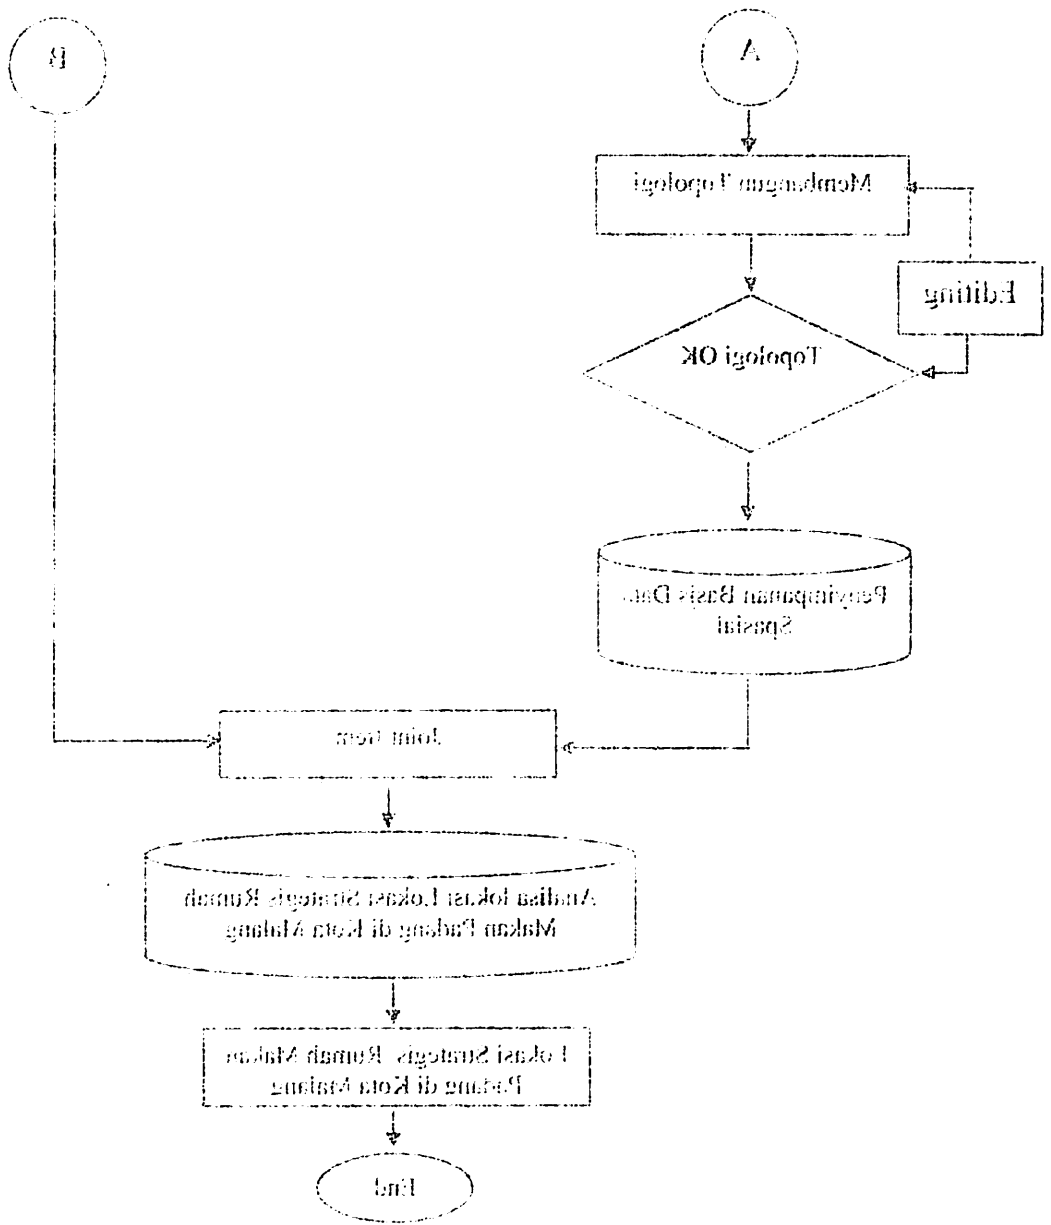 A
B
Membangun Topologi
Editing
Topologi OK
Penyimpanan Basis Data
Spasial
Joint Item
Analisa lokasi Lokasi Strategis Rumah
Makan Padang di Kota Malang
Lokasi Strategis Rumah Makan
Padang di Kota Malang
End